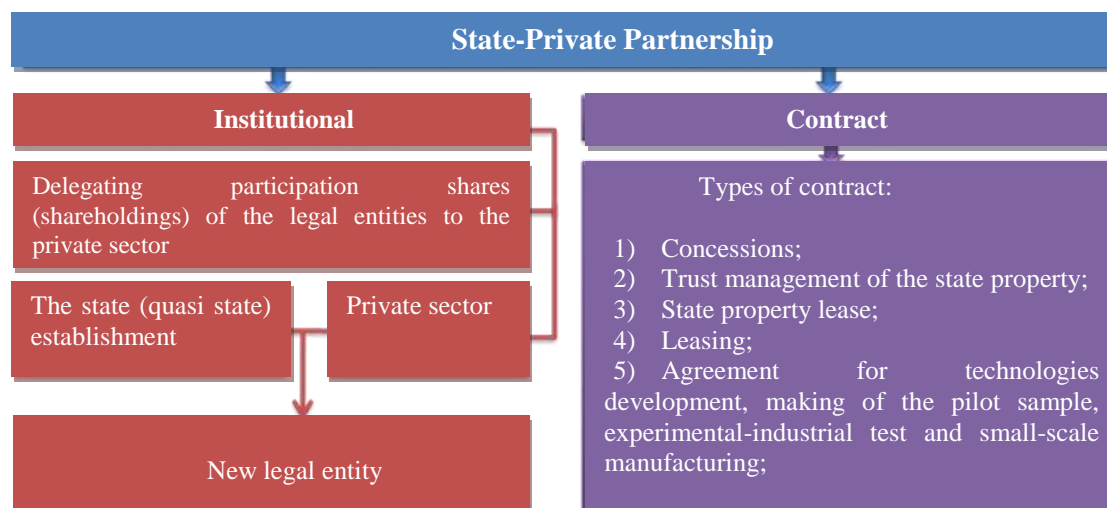 State-Private Partnership
Institutional
Delegating participation shares
(shareholdings) of the legal entities to the
private sector
The state (quasi state)
establishment
Private sector
New legal entity
Contract
Types of contract:
1) Concessions;
2) Trust management of the state property;
3) State property lease;
4) Leasing;
5) Agreement for technologies
development, making of the pilot sample,
experimental-industrial test and small-scale
manufacturing;